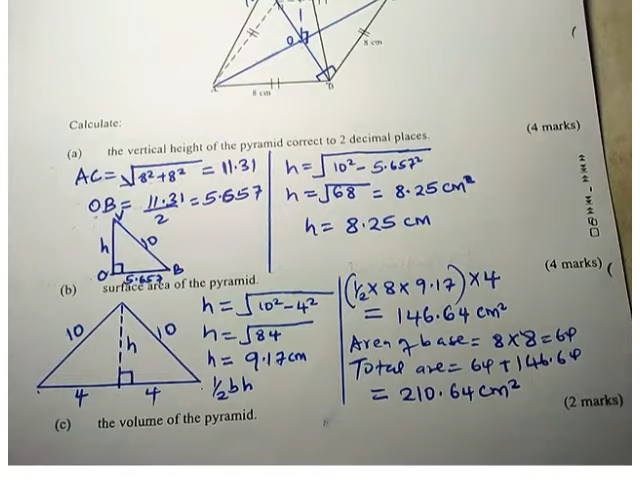 O
A 8 cm B
8 cm
Calculate:
(a) the vertical height of the pyramid correct to 2 decimal places. (4 marks)
AC = √8²+8² = 11.31
OB = 11.31/2 = 5.657
V
h 10
O 5.657 B
h = √10² - 5.657²
h = √68 = 8.25 cm²
h = 8.25 cm
(b) surface area of the pyramid. (4 marks)
10 h 10
4 4
h = √10² - 4²
h = √84
h = 9.17cm
½bh
(½ × 8 × 9.17) × 4
= 146.64 cm²
Area of base = 8 × 8 = 64
Total are = 64 + 146.64
= 210.64 cm²
(c) the volume of the pyramid. (2 marks)
8